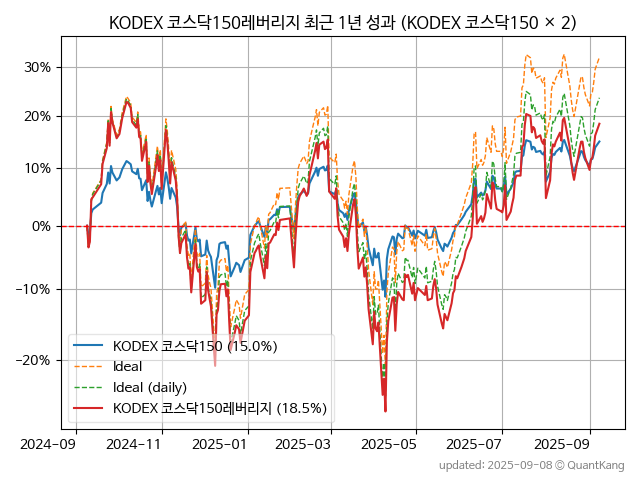 KODEX 코스닥150레버리지 최근 1년 성과 (KODEX 코스닥150 × 2)
30%
20%
10%
0%
−10%
−20%
KODEX 코스닥150 (15.0%)
Ideal
Ideal (daily)
KODEX 코스닥150레버리지 (18.5%)
2024-09 2024-11 2025-01 2025-03 2025-05 2025-07 2025-09
updated: 2025-09-08 © QuantKang